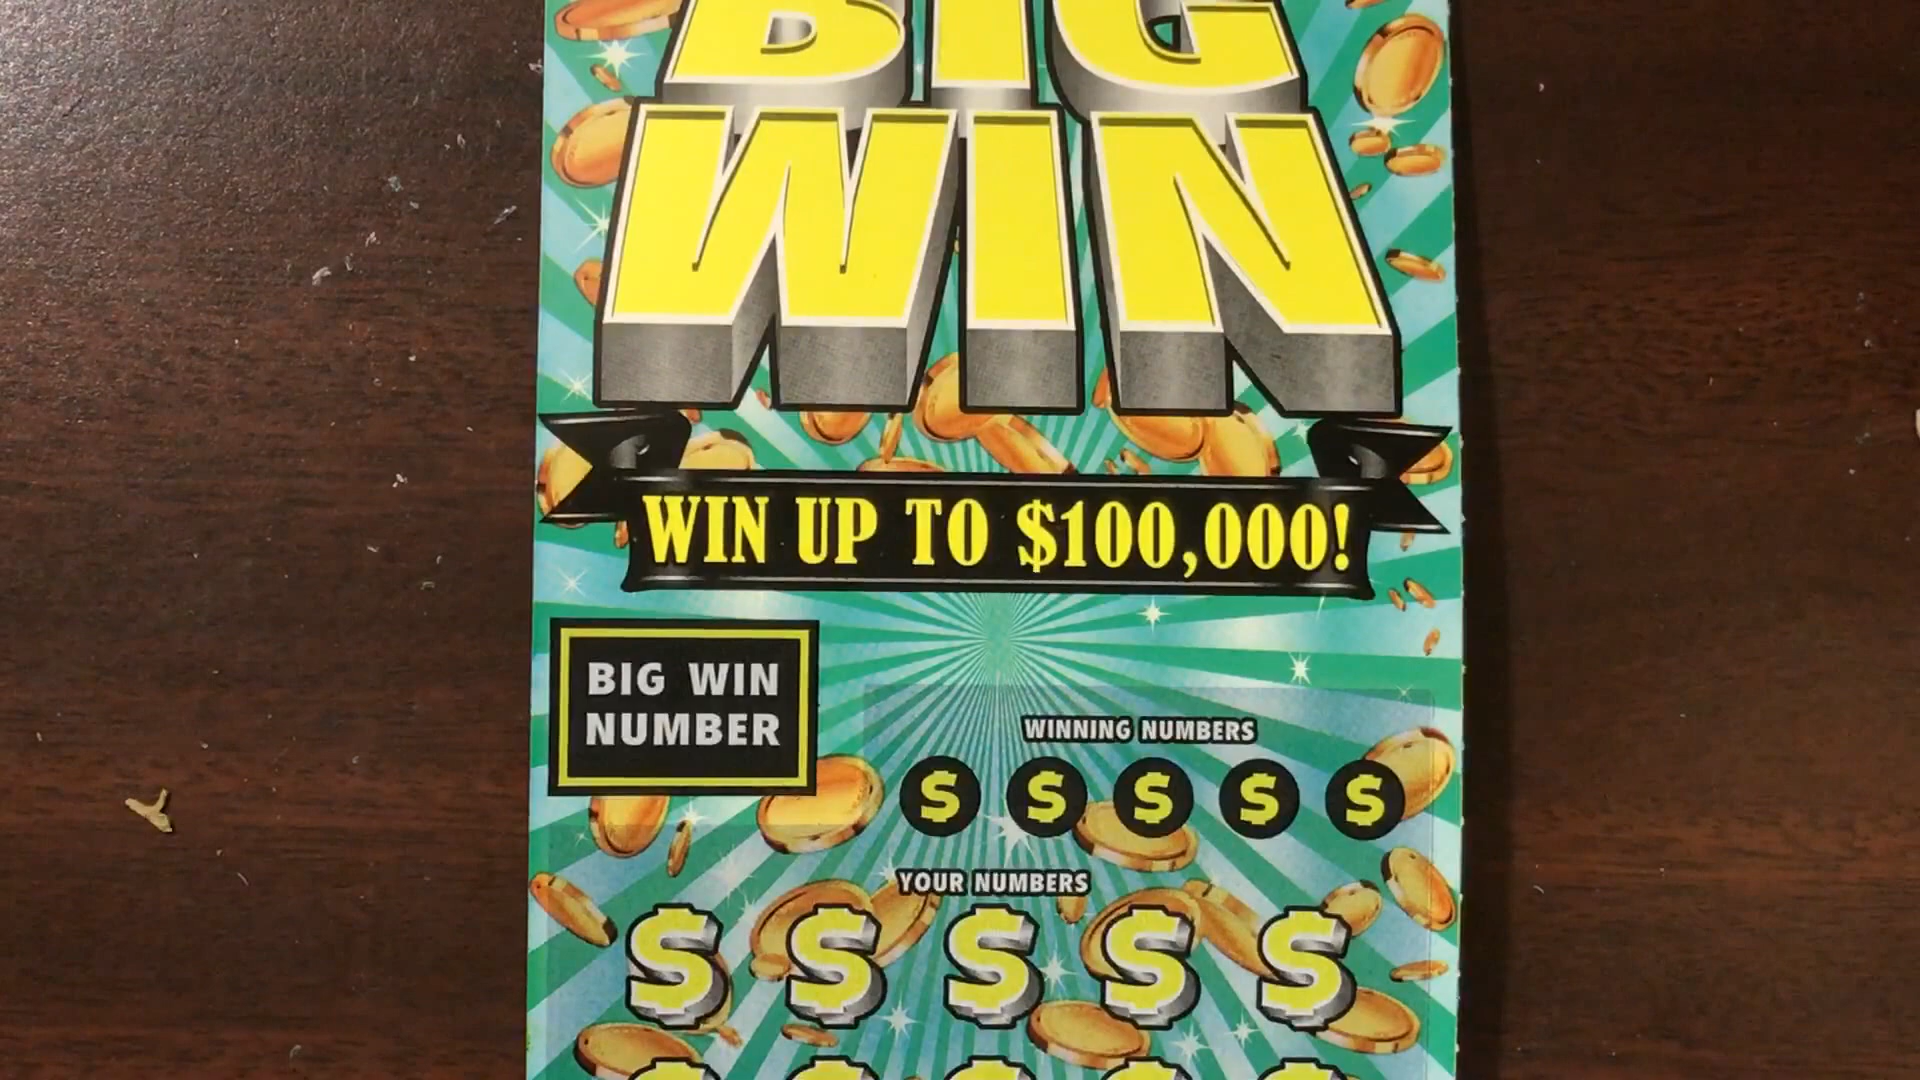 BIG
WIN
WIN UP TO $100,000!
BIG WIN
NUMBER
WINNING NUMBERS
$ $ $ $ $
YOUR NUMBERS
$ $ $ $ $